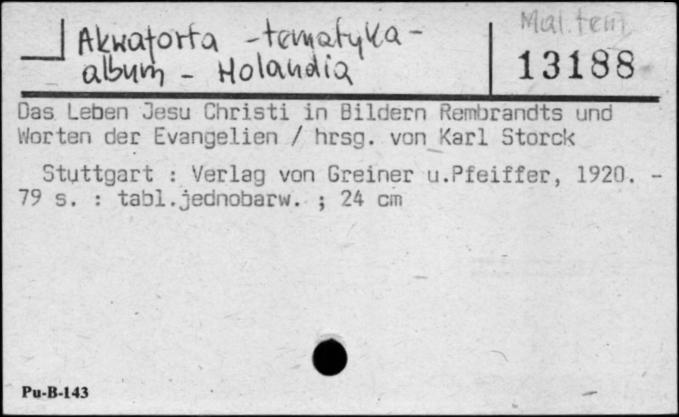 Mal. tem.
Akwaforta - tematyka -
album - Holandia
13188
Das Leben Jesu Christi in Bildern Rembrandts und
Worten der Evangelien / hrsg. von Karl Storck
Stuttgart : Verlag von Greiner u.Pfeiffer, 1920. -
79 s. : tabl.jednobarw. ; 24 cm
Pu-B-143